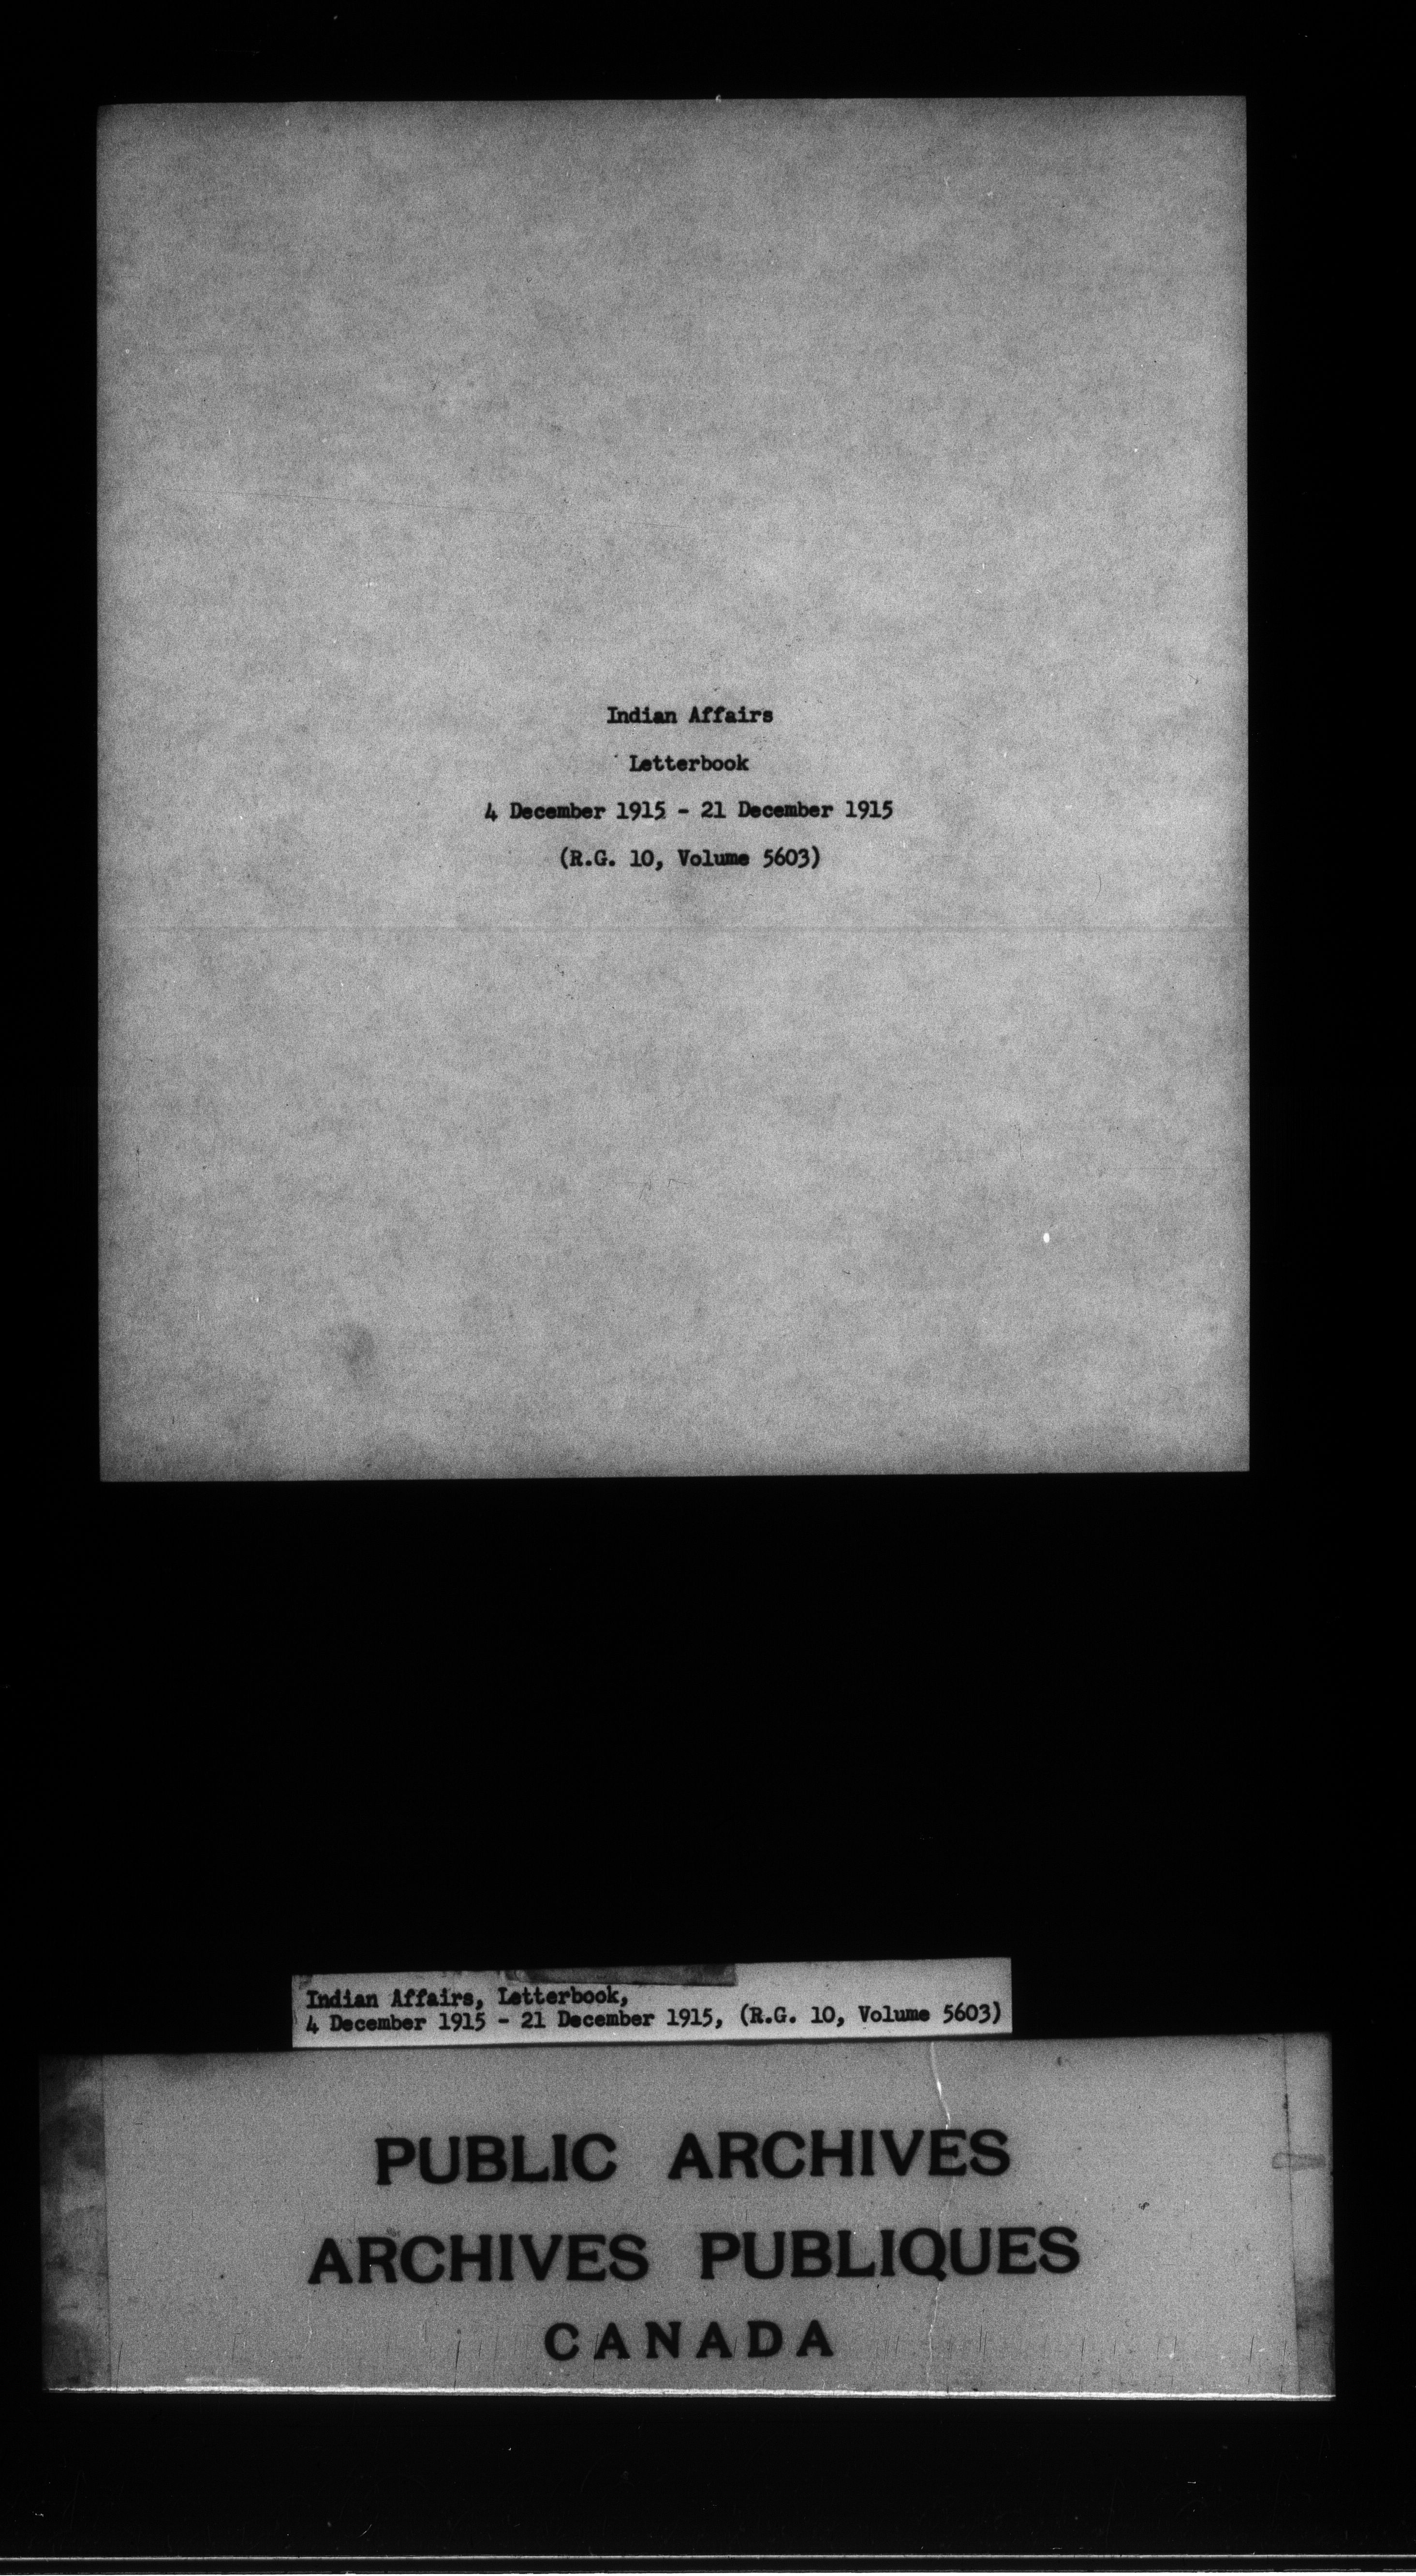 Indian Affairs
Letterbook
4 December 1915 - 21 December 1915
(R.G. 10, Volume 5603)
Indian Affairs, Letterbook,
4 December 1915 - 21 December 1915, (R.G. 10, Volume 5603)
PUBLIC ARCHIVES
ARCHIVES PUBLIQUES
CANADA